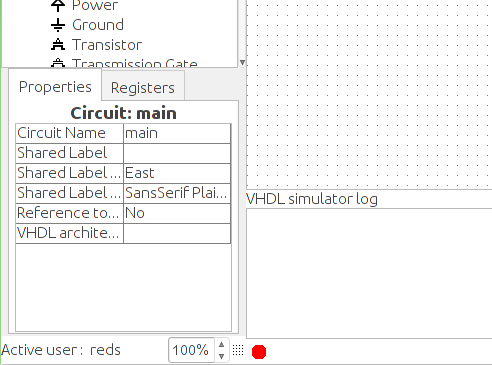 Power
Ground
Transistor
Transmission Gate
Properties
Registers
Circuit: main
Circuit Name main
Shared Label
Shared Label ... East
Shared Label ... SansSerif Plai...
Reference to... No
VHDL archite...
VHDL simulator log
Active user : reds
100%